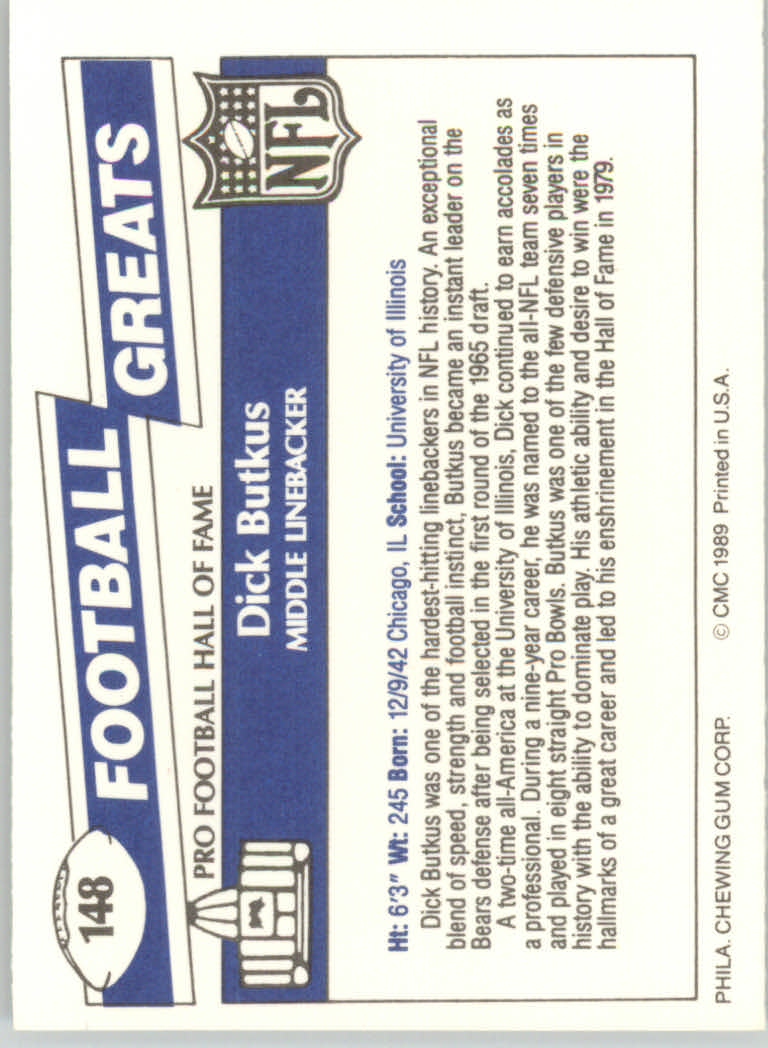 148
FOOTBALL
GREATS
PRO FOOTBALL HALL OF FAME
NFL
Dick Butkus
MIDDLE LINEBACKER
Ht: 6'3" Wt: 245 Born: 12/9/42 Chicago, IL School: University of Illinois
Dick Butkus was one of the hardest-hitting linebackers in NFL history. An exceptional
blend of speed, strength and football instinct, Butkus became an instant leader on the
Bears defense after being selected in the first round of the 1965 draft.
A two-time all-America at the University of Illinois, Dick continued to earn accolades as
a professional. During a nine-year career, he was named to the all-NFL team seven times
and played in eight straight Pro Bowls. Butkus was one of the few defensive players in
history with the ability to dominate play. His athletic ability and desire to win were the
hallmarks of a great career and led to his enshrinement in the Hall of Fame in 1979.
PHILA. CHEWING GUM CORP. © CMC 1989 Printed in U.S.A.